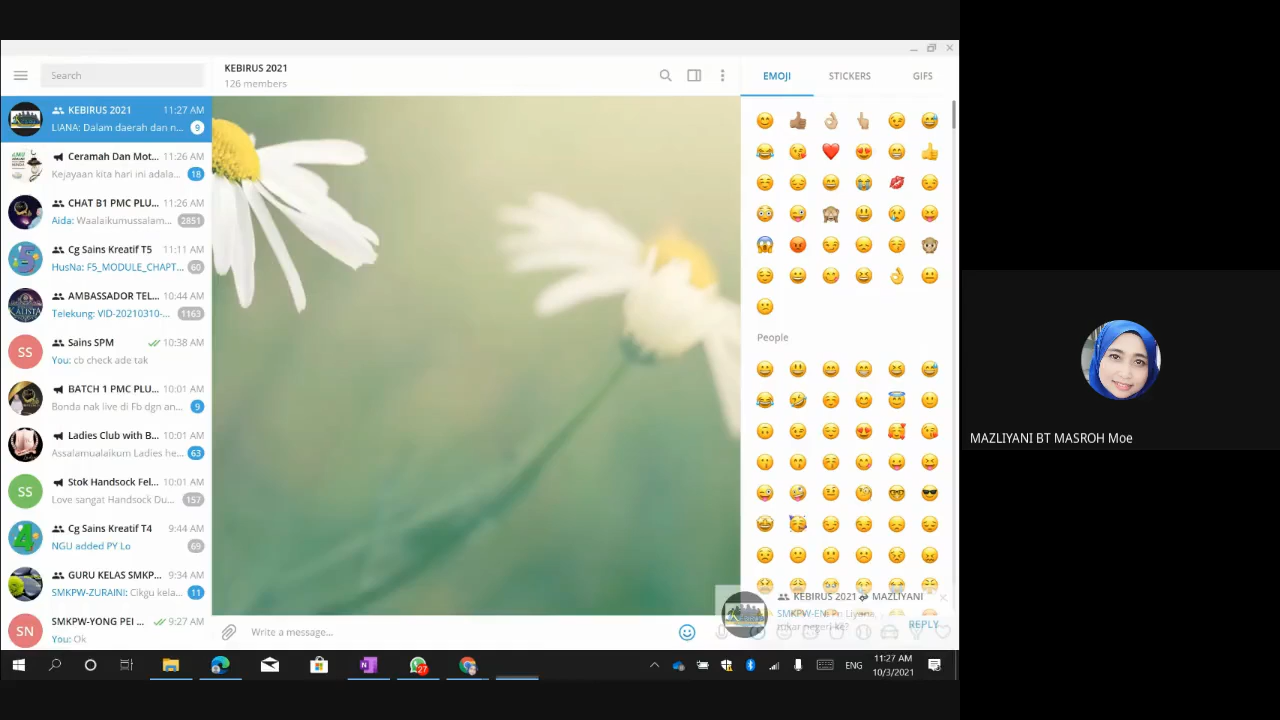 Search
KEBIRUS 2021
126 members
EMOJI
STICKERS
GIFS
KEBIRUS 2021 11:27 AM
LIANA: Dalam daerah dan n... 9
Ceramah Dan Mot... 11:26 AM
Kejayaan kita hari ini adala... 18
CHAT B1 PMC PLU... 11:26 AM
Aida: Waalaikumussalam... 2851
Cg Sains Kreatif T5 11:11 AM
HusNa: F5_MODULE_CHAPT... 60
AMBASSADOR TEL... 10:44 AM
Telekung: VID-20210310-... 1163
SS
Sains SPM 10:38 AM
You: cb check ade tak
BATCH 1 PMC PLU... 10:01 AM
Bonda nak live di Fb dgn an... 9
Ladies Club with B... 10:01 AM
Assalamualaikum Ladies he... 63
SS
Stok Handsock Fel... 10:01 AM
Love sangat Handsock Du... 157
Cg Sains Kreatif T4 9:44 AM
NGU added PY Lo 69
GURU KELAS SMKP... 9:34 AM
SMKPW-ZURAINI: Cikgu kela... 11
SN
SMKPW-YONG PEI ... 9:27 AM
You: Ok
Write a message...
People
KEBIRUS 2021 MAZLIYANI
SMKPW-EN: Pn Liyana
tukar negeri ke?
REPLY
27
ENG
11:27 AM
10/3/2021
MAZLIYANI BT MASROH Moe